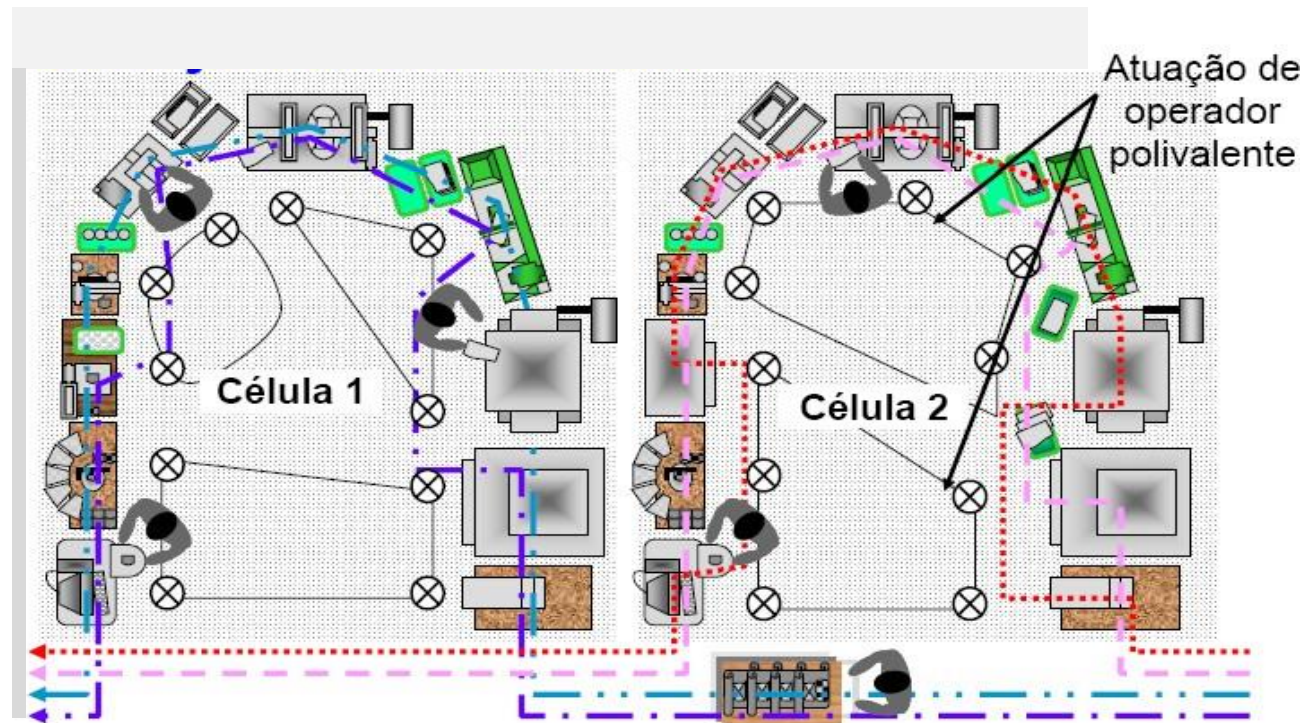 Atuação de
operador
polivalente
Célula 1
Célula 2